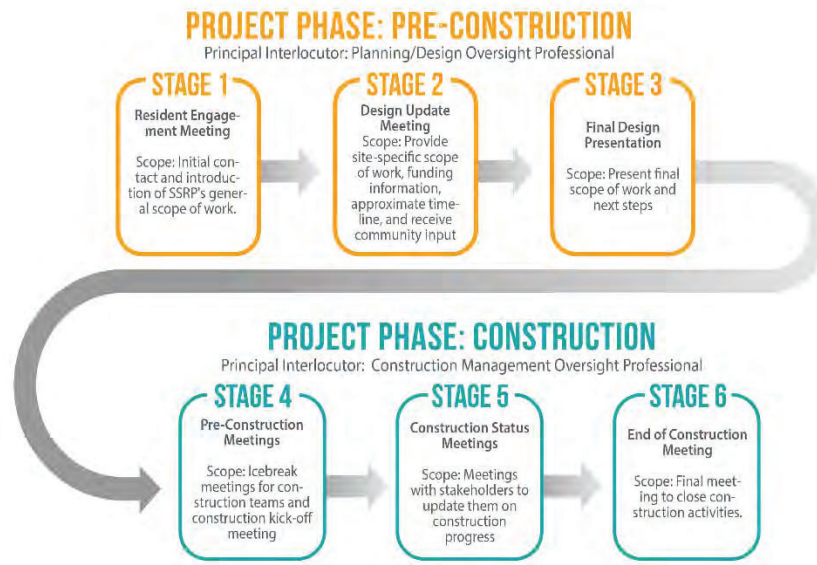 PROJECT PHASE: PRE-CONSTRUCTION
Principal Interlocutor: Planning/Design Oversight Professional
STAGE 1
Resident Engage-
ment Meeting
Scope: Initial con-
tact and introduc-
tion of SSRP's gener-
al scope of work.
STAGE 2
Design Update
Meeting
Scope: Provide
site-specific scope
of work, funding
information,
approximate time-
line, and receive
community input
STAGE 3
Final Design
Presentation
Scope: Present final
scope of work and
next steps
PROJECT PHASE: CONSTRUCTION
Principal Interlocutor: Construction Management Oversight Professional
STAGE 4
Pre-Construction
Meetings
Scope: Icebreak
meetings for con-
struction teams and
construction kick-off
meeting
STAGE 5
Construction Status
Meetings
Scope: Meetings
with stakeholders to
update them on
construction
progress
STAGE 6
End of Construction
Meeting
Scope: Final meet-
ing to close con-
struction activities.